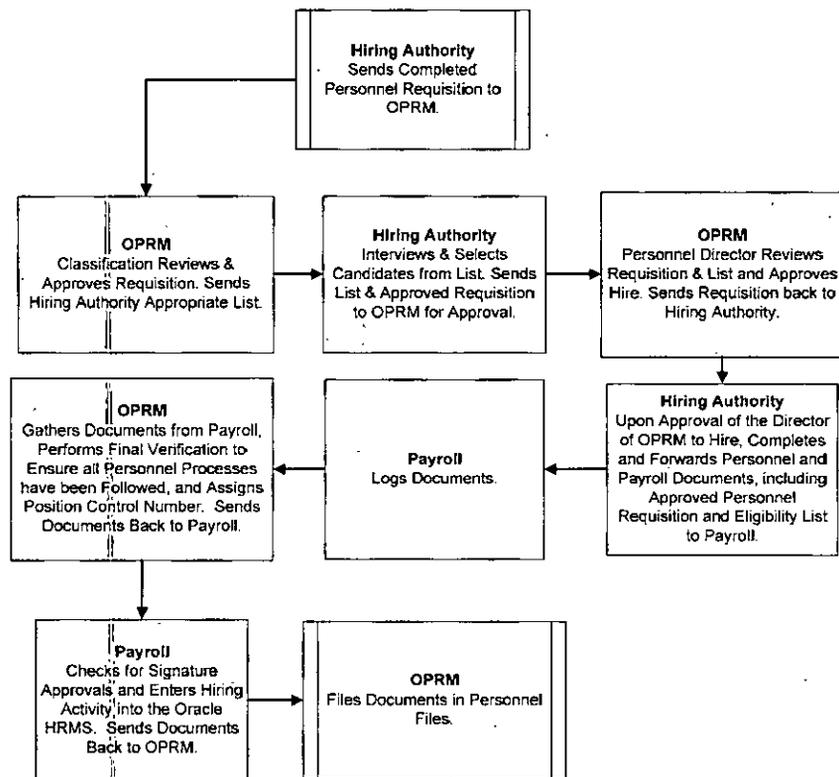 Hiring Authority
Sends Completed
Personnel Requisition to
OPRM.
OPRM
Classification Reviews &
Approves Requisition. Sends
Hiring Authority Appropriate List.
Hiring Authority
Interviews & Selects
Candidates from List. Sends
List & Approved Requisition
to OPRM for Approval.
OPRM
Personnel Director Reviews
Requisition & List and Approves
Hire. Sends Requisition back to
Hiring Authority.
Hiring Authority
Upon Approval of the Director
of OPRM to Hire, Completes
and Forwards Personnel and
Payroll Documents, including
Approved Personnel
Requisition and Eligibility List
to Payroll.
Payroll
Logs Documents.
OPRM
Gathers Documents from Payroll,
Performs Final Verification to
Ensure all Personnel Processes
have been Followed, and Assigns
Position Control Number. Sends
Documents Back to Payroll.
Payroll
Checks for Signature
Approvals and Enters Hiring
Activity into the Oracle
HRMS. Sends Documents
Back to OPRM.
OPRM
Files Documents in Personnel
Files.